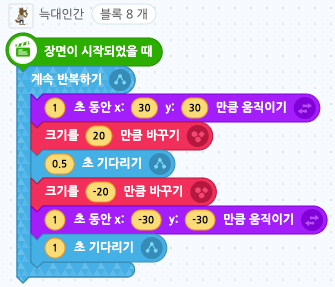 늑대인간 블록 8 개
장면이 시작되었을 때
계속 반복하기
1 초 동안 x: 30 y: 30 만큼 움직이기
크기를 20 만큼 바꾸기
0.5 초 기다리기
크기를 -20 만큼 바꾸기
1 초 동안 x: -30 y: -30 만큼 움직이기
1 초 기다리기